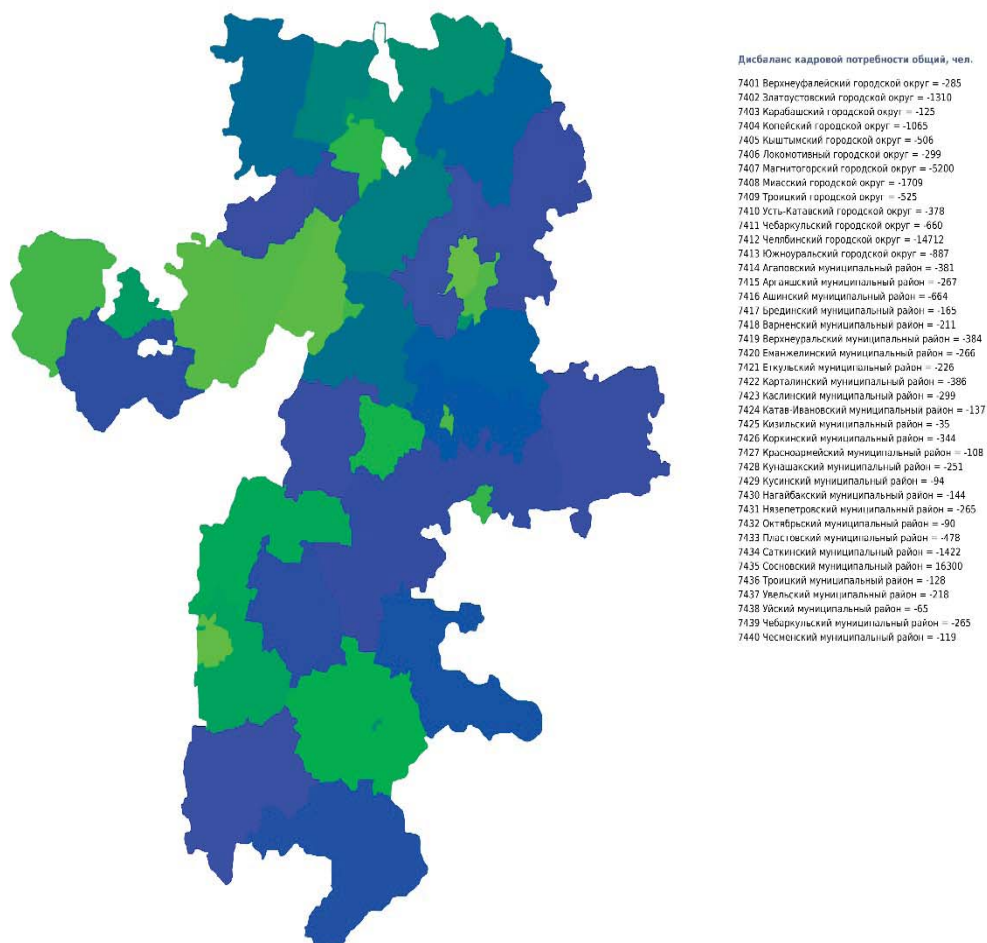 Дисбаланс кадровой потребности общий, чел.
7401 Верхнеуфалейский городской округ = -285
7402 Златоустовский городской округ = -1310
7403 Карабашский городской округ = -125
7404 Копейский городской округ = -1065
7405 Кыштымский городской округ = -506
7406 Локомотивный городской округ = -299
7407 Магнитогорский городской округ = -5200
7408 Миасский городской округ = -1709
7409 Троицкий городской округ = -525
7410 Усть-Катавский городской округ = -378
7411 Чебаркульский городской округ = -660
7412 Челябинский городской округ = -14712
7413 Южноуральский городской округ = -887
7414 Агаповский муниципальный район = -381
7415 Аргаяшский муниципальный район = -267
7416 Ашинский муниципальный район = -664
7417 Брединский муниципальный район = -165
7418 Варненский муниципальный район = -211
7419 Верхнеуральский муниципальный район = -384
7420 Еманжелинский муниципальный район = -266
7421 Еткульский муниципальный район = -226
7422 Карталинский муниципальный район = -386
7423 Каслинский муниципальный район = -299
7424 Катав-Ивановский муниципальный район = -137
7425 Кизильский муниципальный район = -35
7426 Коркинский муниципальный район = -344
7427 Красноармейский муниципальный район = -108
7428 Кунашакский муниципальный район = -251
7429 Кусинский муниципальный район = -94
7430 Нагайбакский муниципальный район = -144
7431 Нязепетровский муниципальный район = -265
7432 Октябрьский муниципальный район = -90
7433 Пластовский муниципальный район = -478
7434 Саткинский муниципальный район = -1422
7435 Сосновский муниципальный район = 16300
7436 Троицкий муниципальный район = -128
7437 Увельский муниципальный район = -218
7438 Уйский муниципальный район = -65
7439 Чебаркульский муниципальный район = -265
7440 Чесменский муниципальный район = -119